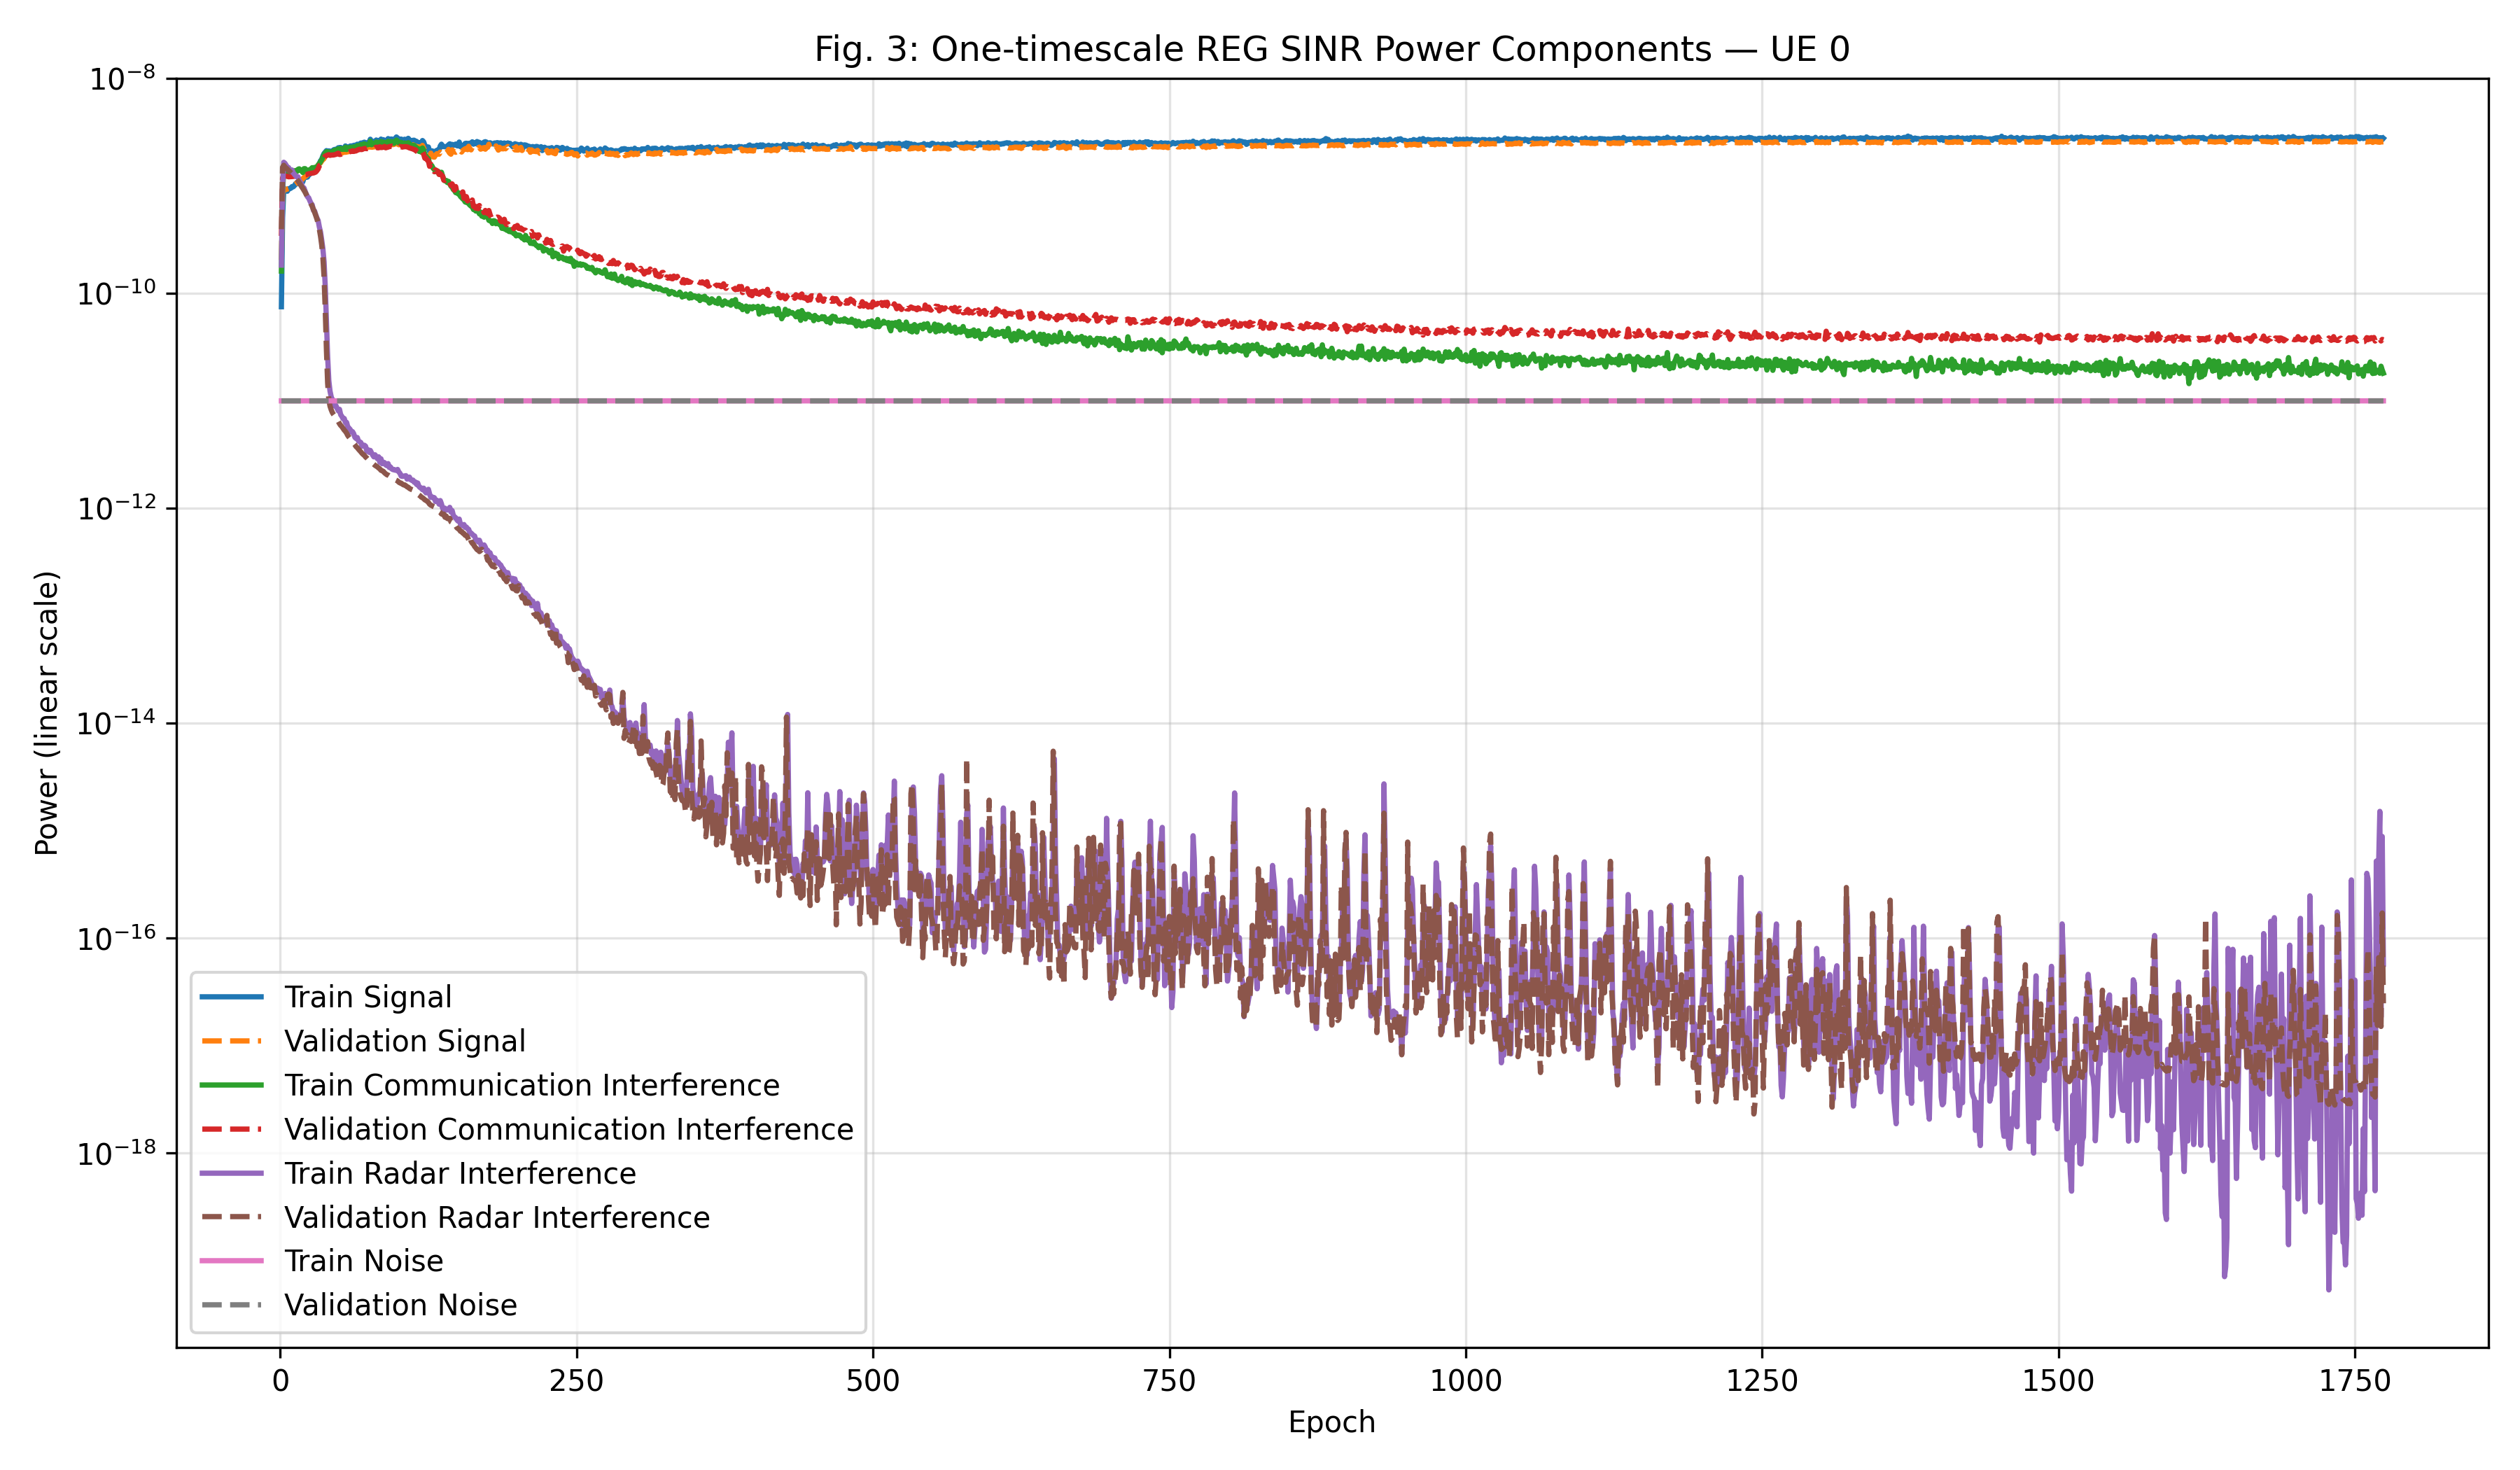 Fig. 3: One-timescale REG SINR Power Components — UE 0
10⁻⁸
10⁻¹⁰
10⁻¹²
10⁻¹⁴
10⁻¹⁶
10⁻¹⁸
Power (linear scale)
Train Signal
Validation Signal
Train Communication Interference
Validation Communication Interference
Train Radar Interference
Validation Radar Interference
Train Noise
Validation Noise
0 250 500 750 1000 1250 1500 1750
Epoch